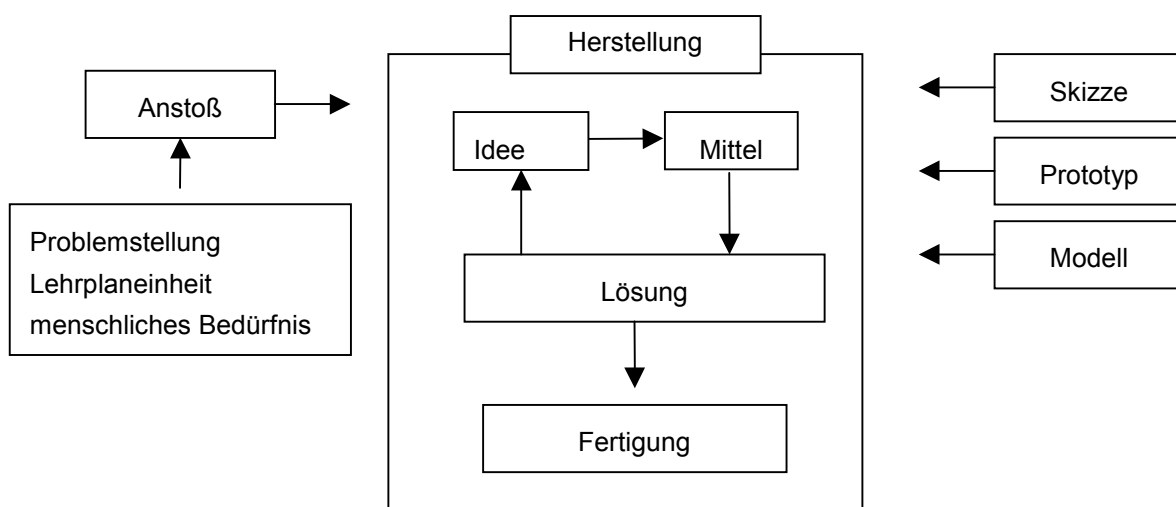 Herstellung
Anstoß
Problemstellung
Lehrplaneinheit
menschliches Bedürfnis
Idee
Mittel
Lösung
Fertigung
Skizze
Prototyp
Modell